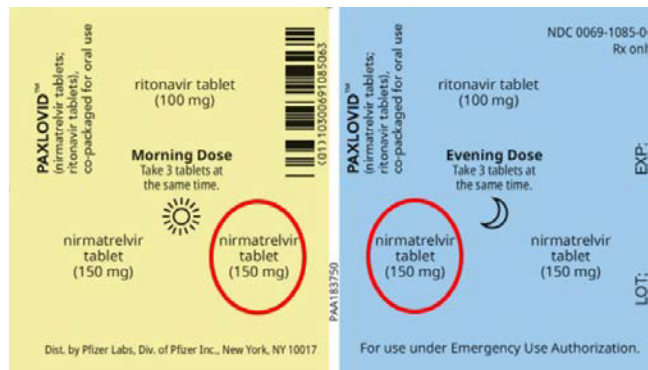 PAXLOVID™
(nirmatrelvir tablets;
ritonavir tablets),
co-packaged for oral use
ritonavir tablet
(100 mg)
(01)10300691085063
Morning Dose
Take 3 tablets at
the same time.
nirmatrelvir
tablet
(150 mg)
nirmatrelvir
tablet
(150 mg)
Dist. by Pfizer Labs, Div. of Pfizer Inc., New York, NY 10017
PAA183750
PAXLOVID™
(nirmatrelvir tablets;
ritonavir tablets),
co-packaged for oral use
NDC 0069-1085-0
Rx only
ritonavir tablet
(100 mg)
Evening Dose
Take 3 tablets at
the same time.
nirmatrelvir
tablet
(150 mg)
nirmatrelvir
tablet
(150 mg)
EXP:
LOT:
For use under Emergency Use Authorization.